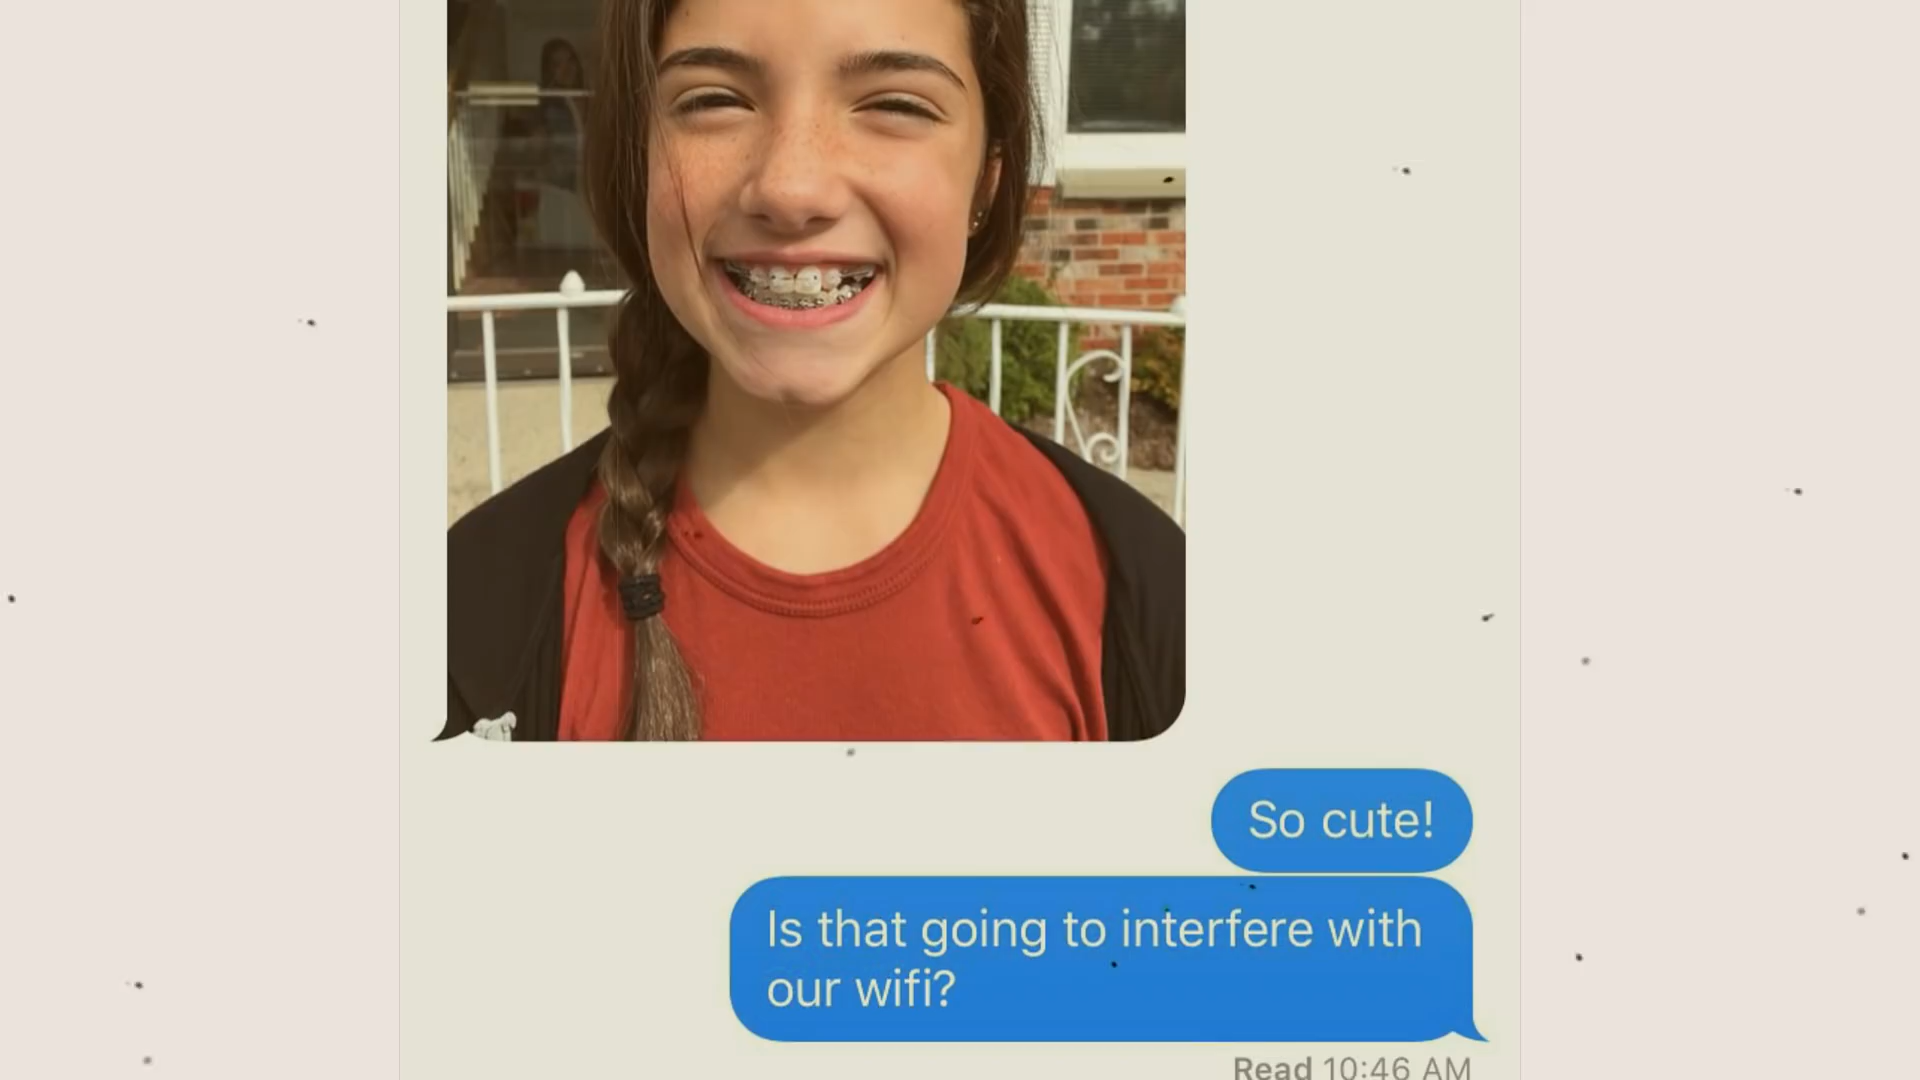 So cute!
Is that going to interfere with
our wifi?
Read 10:46 AM